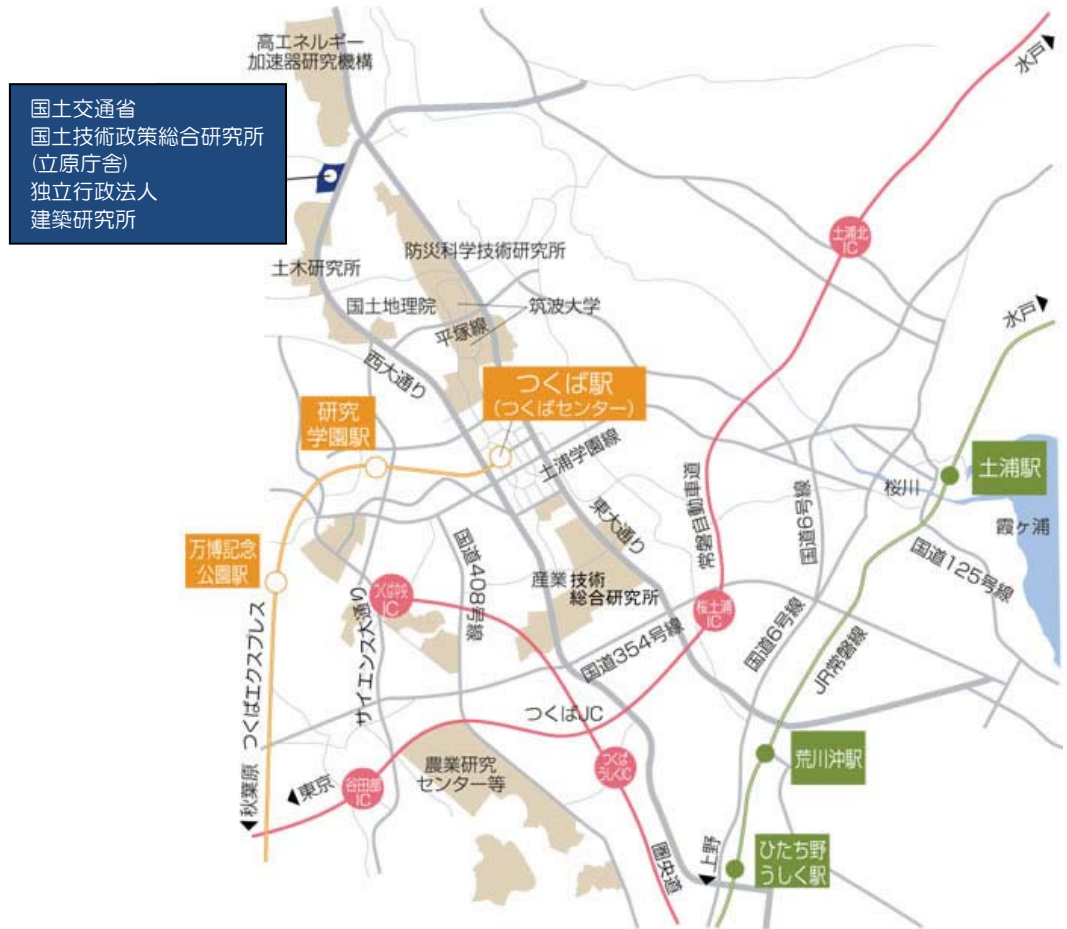 高エネルギー
加速器研究機構
水戸
国土交通省
国土技術政策総合研究所
(立原庁舎)
独立行政法人
建築研究所
土浦北
IC
防災科学技術研究所
土木研究所
国土地理院
筑波大学
水戸
平塚線
西大通り
つくば駅
(つくばセンター)
研究
学園駅
土浦学園線
土浦駅
常磐自動車道
桜川
国道6号線
東大通り
霞ヶ浦
万博記念
公園駅
国道408号線
国道125号線
つくば中央
IC
産業技術
総合研究所
桜土浦
IC
サイエンス大通り
国道354号線
国道6号線
JR常磐線
つくばエクスプレス
つくばJC
荒川沖駅
つくば
うしくIC
農業研究
センター等
東京
谷田部
IC
秋葉原
圏央道
上野
ひたち野
うしく駅